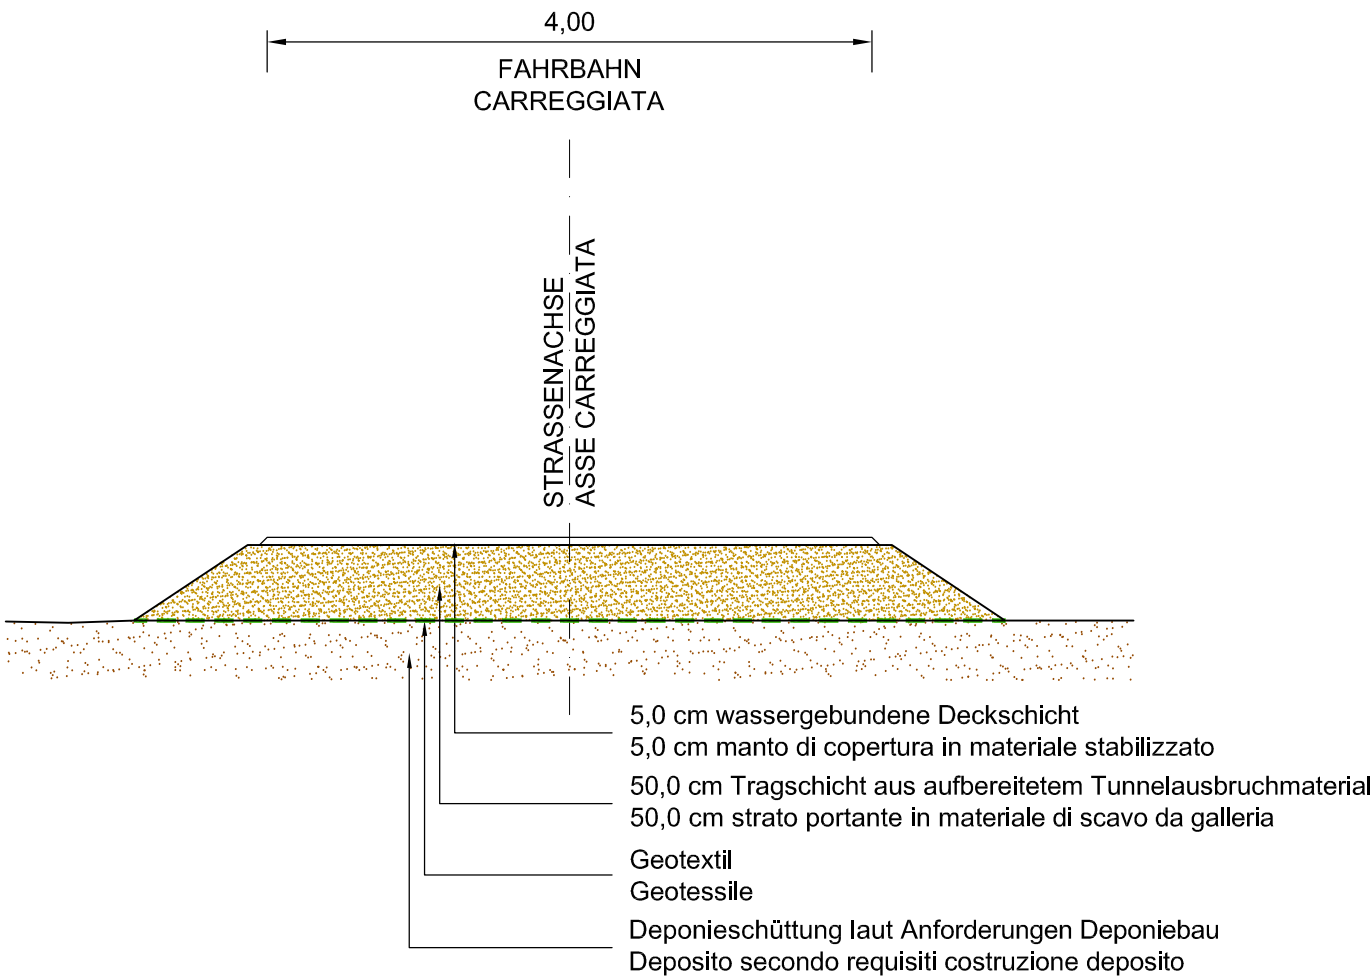 4,00
FAHRBAHN
CARREGGIATA
STRASSENACHSE
ASSE CARREGGIATA
5,0 cm wassergebundene Deckschicht
5,0 cm manto di copertura in materiale stabilizzato
50,0 cm Tragschicht aus aufbereitetem Tunnelausbruchmaterial
50,0 cm strato portante in materiale di scavo da galleria
Geotextil
Geotessile
Deponieschüttung laut Anforderungen Deponiebau
Deposito secondo requisiti costruzione deposito